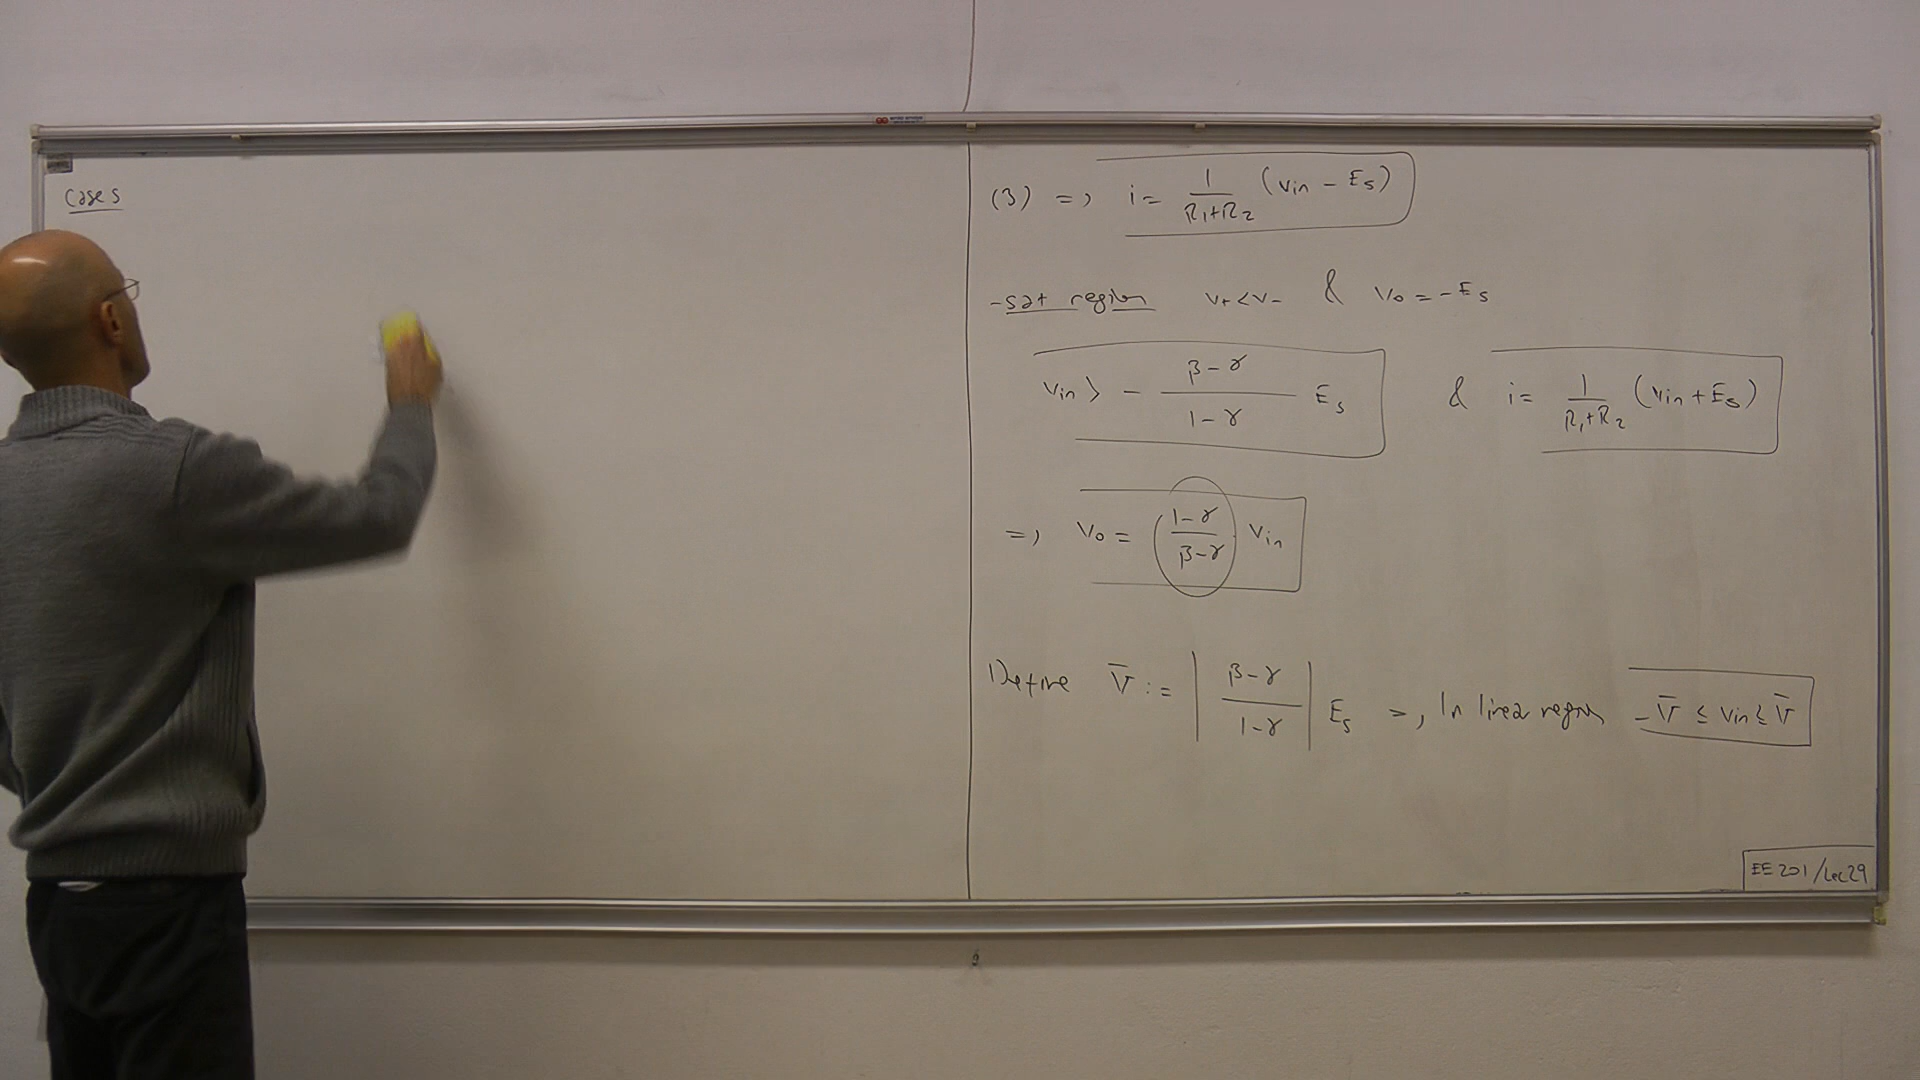 Cases
(3) => i = 1/(R1+R2) (Vin - Es)
-sat region V+ < V- & Vo = -Es
Vin > - (β-γ)/(1-γ) Es & i = 1/(R1+R2) (Vin + Es)
=> Vo = ((1-γ)/(β-γ)) Vin
Define V̅ := |(β-γ)/(1-γ)| Es => In linear region -V̅ ≤ Vin ≤ V̅
EE 201/Lec29